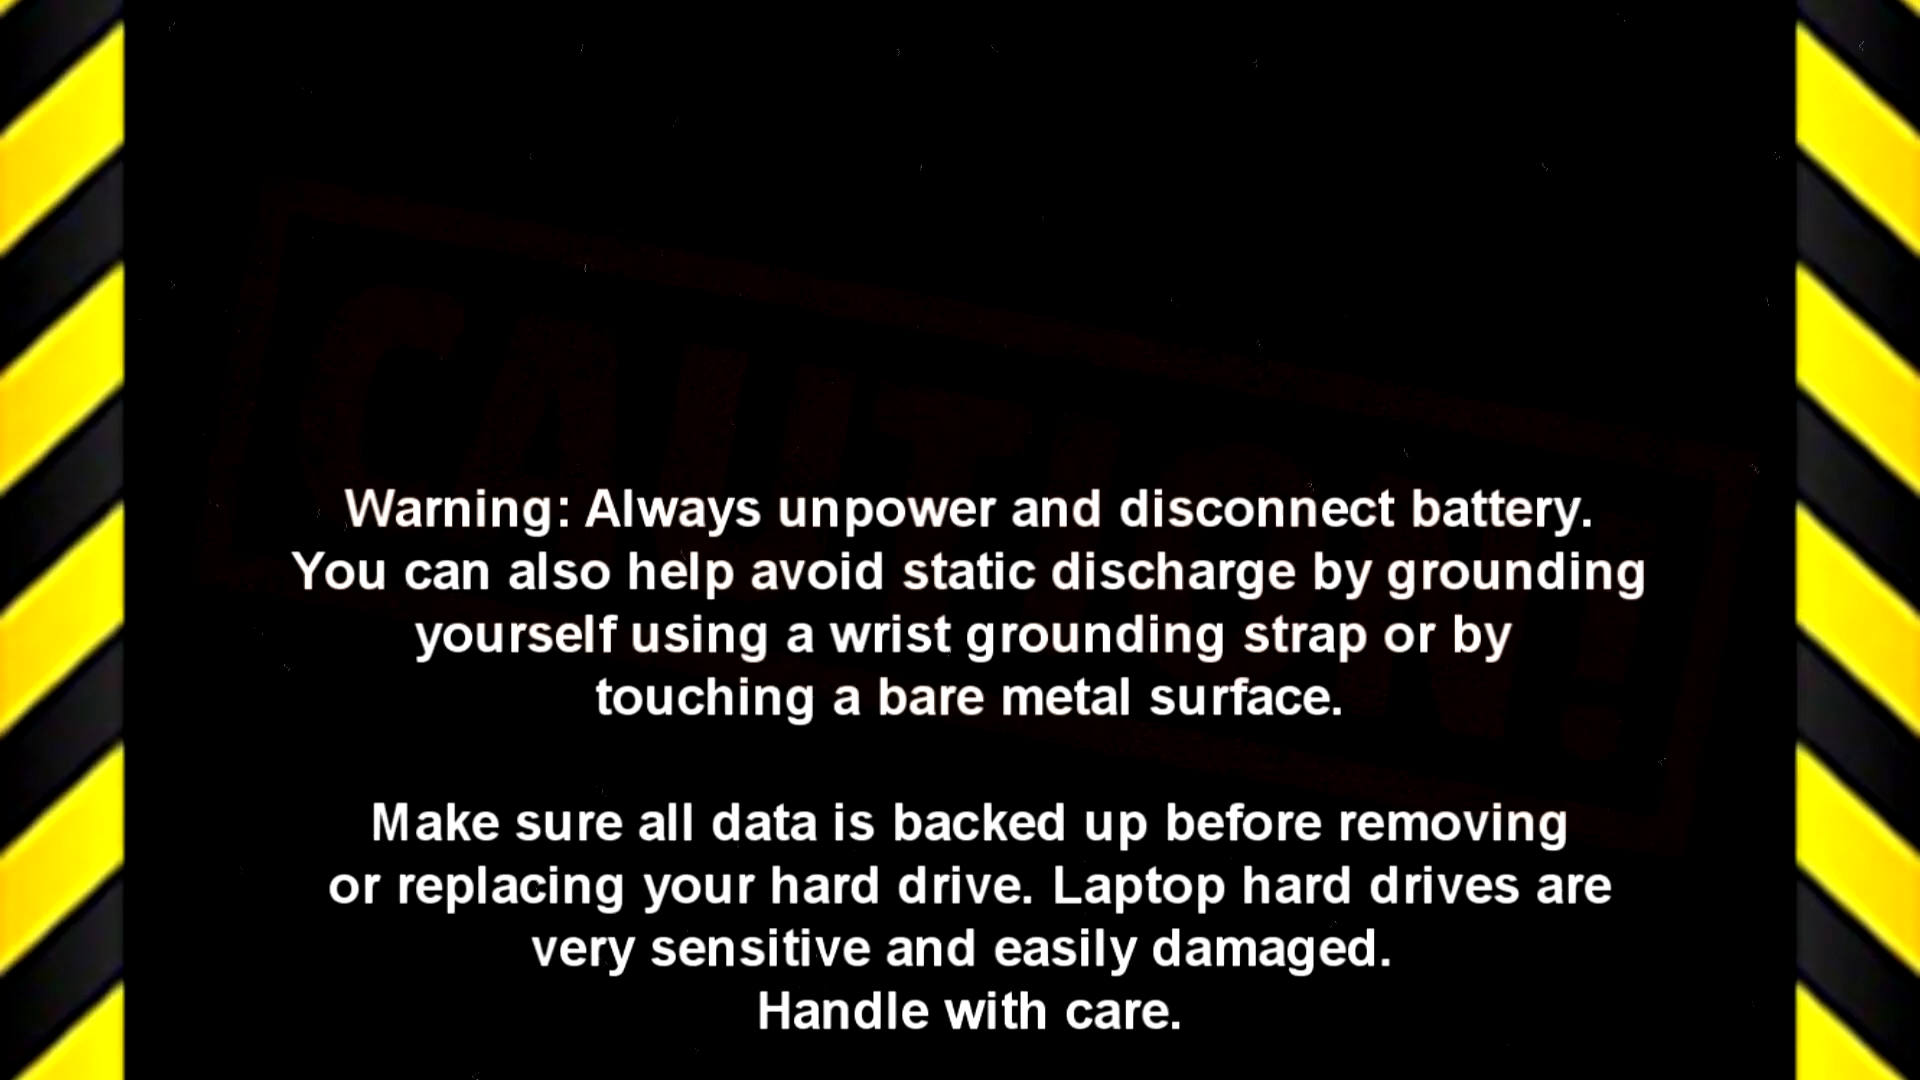 CAUTION!
Warning: Always unpower and disconnect battery.
You can also help avoid static discharge by grounding
yourself using a wrist grounding strap or by
touching a bare metal surface.
Make sure all data is backed up before removing
or replacing your hard drive. Laptop hard drives are
very sensitive and easily damaged.
Handle with care.